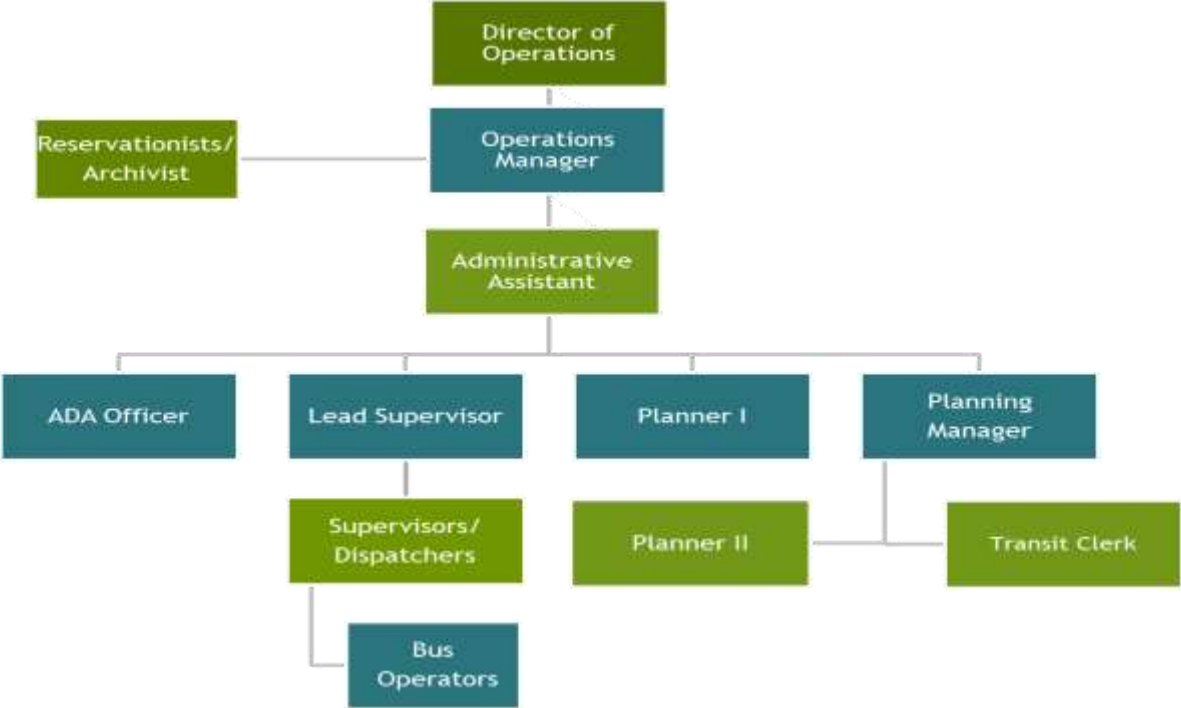 Director of
Operations
Reservationists/
Archivist
Operations
Manager
Administrative
Assistant
ADA Officer
Lead Supervisor
Planner I
Planning
Manager
Supervisors/
Dispatchers
Planner II
Transit Clerk
Bus
Operators